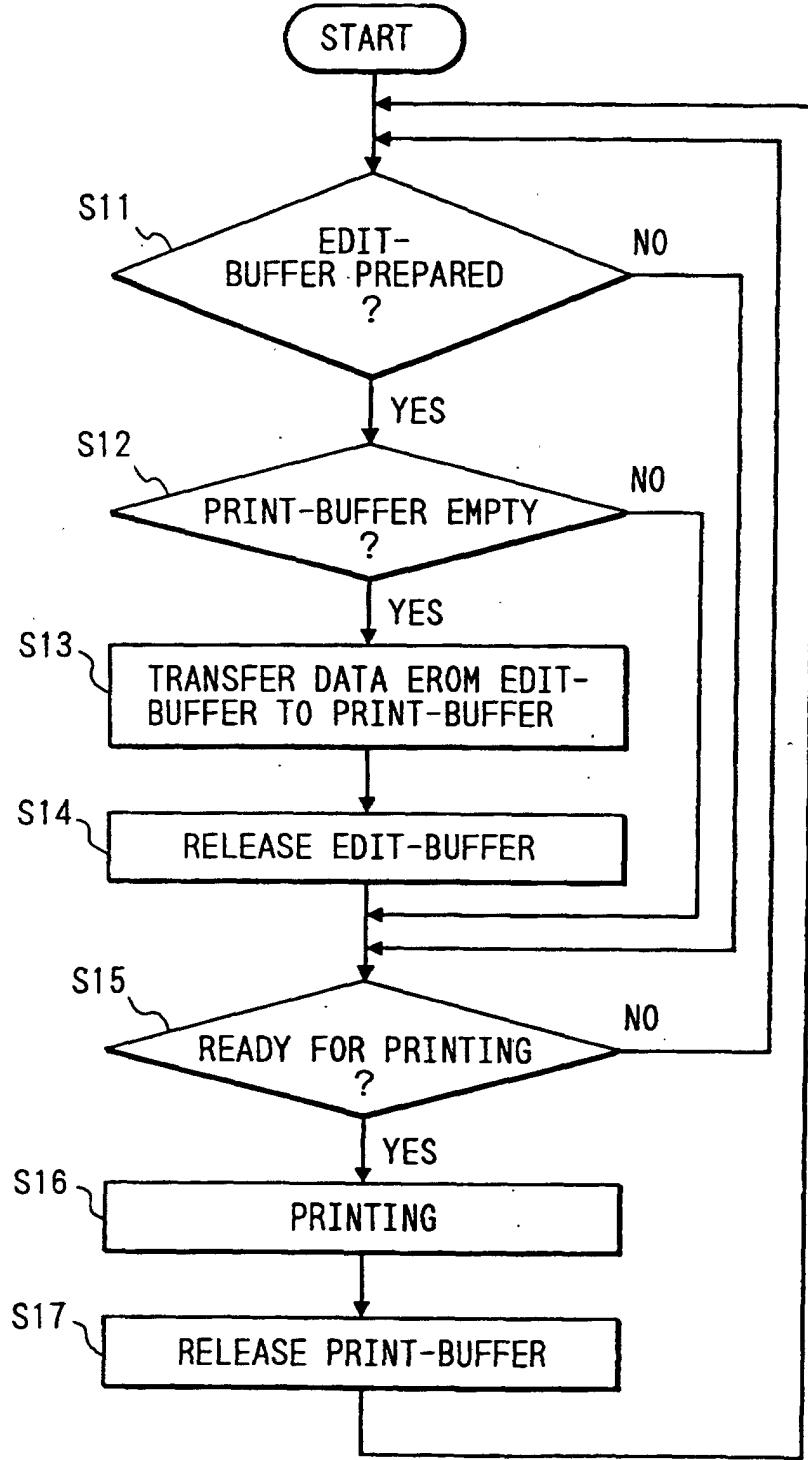 START
S11
EDIT-
BUFFER PREPARED
?
NO
YES
S12
PRINT-BUFFER EMPTY
?
NO
YES
S13
TRANSFER DATA EROM EDIT-
BUFFER TO PRINT-BUFFER
S14
RELEASE EDIT-BUFFER
S15
READY FOR PRINTING
?
NO
YES
S16
PRINTING
S17
RELEASE PRINT-BUFFER